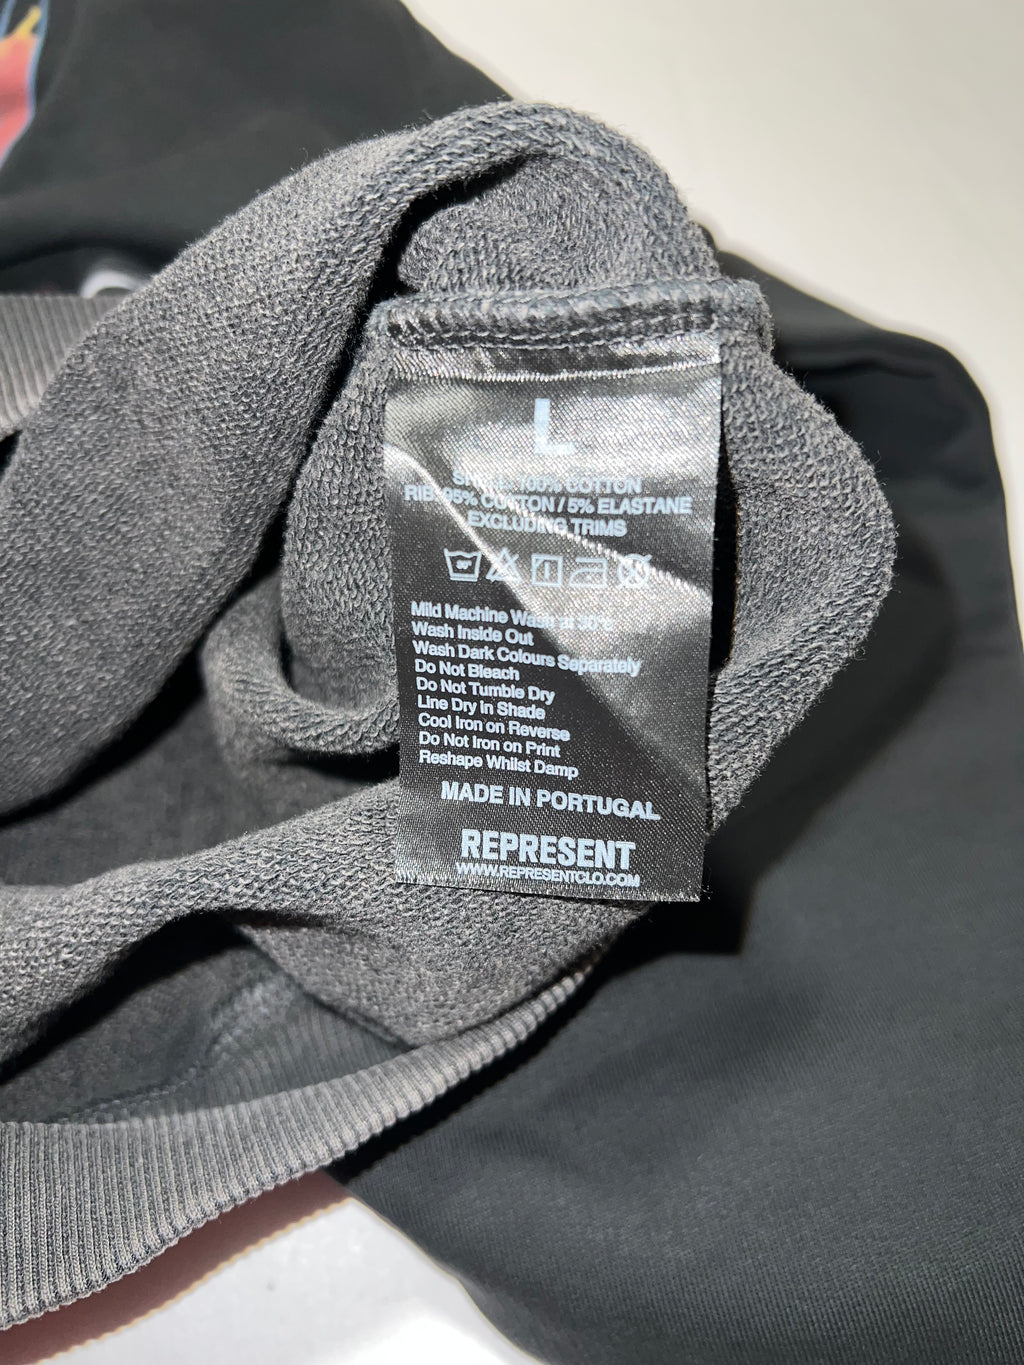 L
SHELL: 100% COTTON
RIB: 95% COTTON / 5% ELASTANE
EXCLUDING TRIMS
Mild Machine Wash at 30°c
Wash Inside Out
Wash Dark Colours Separately
Do Not Bleach
Do Not Tumble Dry
Line Dry in Shade
Cool Iron on Reverse
Do Not Iron on Print
Reshape Whilst Damp
MADE IN PORTUGAL
REPRESENT
WWW.REPRESENTCLO.COM